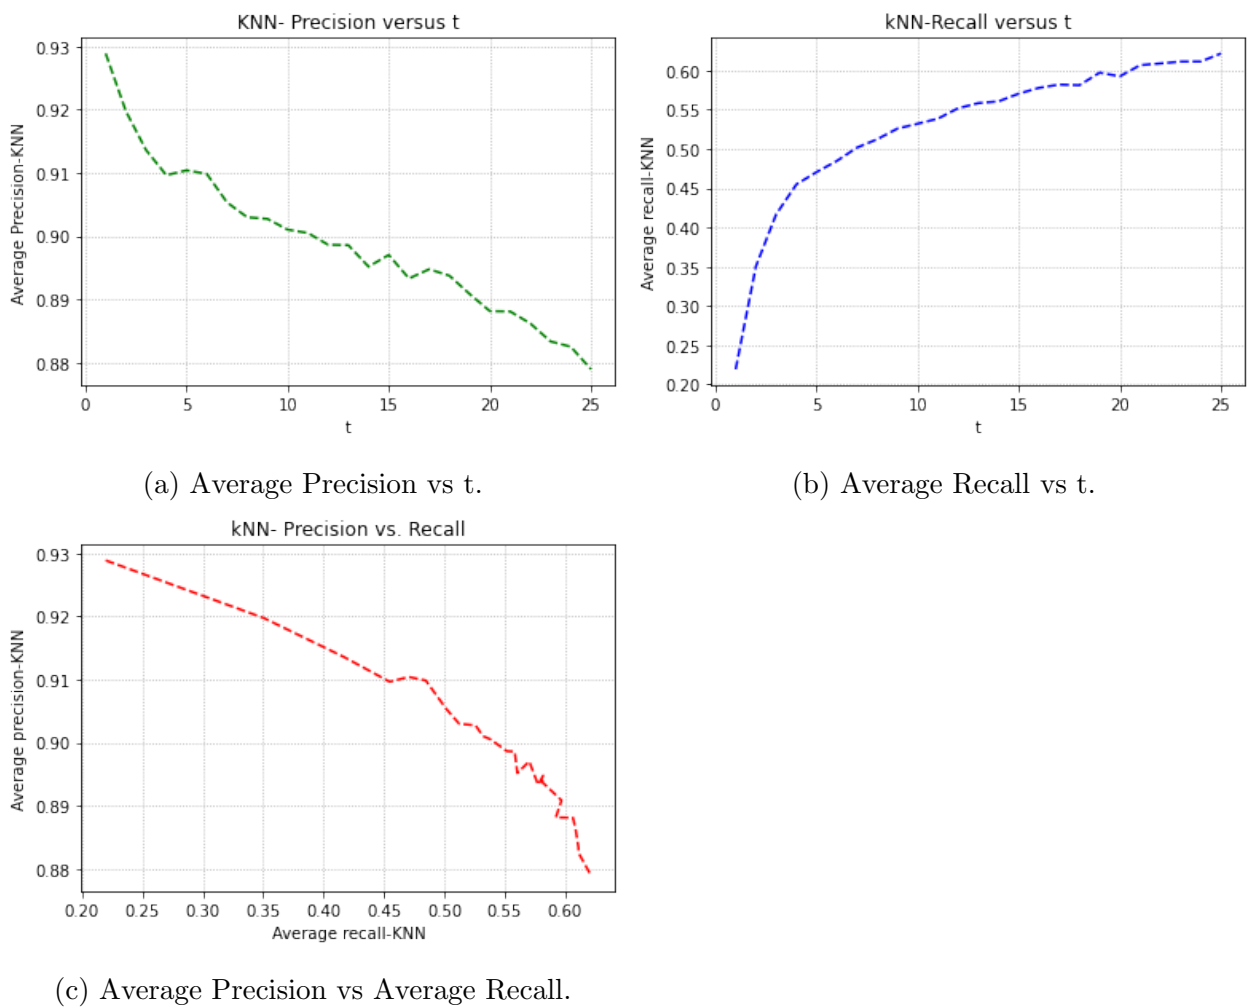 KNN- Precision versus t
0.93
0.92
0.91
0.90
0.89
0.88
Average Precision-KNN
0 5 10 15 20 25
t
(a) Average Precision vs t.
kNN-Recall versus t
0.60
0.55
0.50
0.45
0.40
0.35
0.30
0.25
0.20
Average recall-KNN
0 5 10 15 20 25
t
(b) Average Recall vs t.
kNN- Precision vs. Recall
0.93
0.92
0.91
0.90
0.89
0.88
Average precision-KNN
0.20 0.25 0.30 0.35 0.40 0.45 0.50 0.55 0.60
Average recall-KNN
(c) Average Precision vs Average Recall.